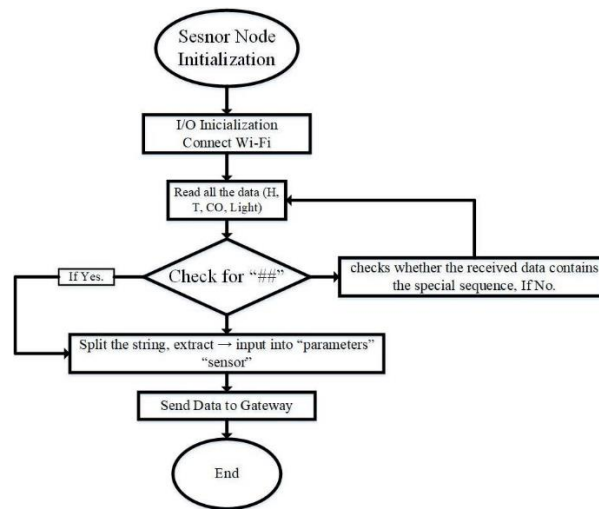 Sesnor Node
Initialization
I/O Inicialization
Connect Wi-Fi
Read all the data (H,
T, CO, Light)
If Yes.
Check for “##”
checks whether the received data contains
the special sequence, If No.
Split the string, extract → input into “parameters”
“sensor”
Send Data to Gateway
End